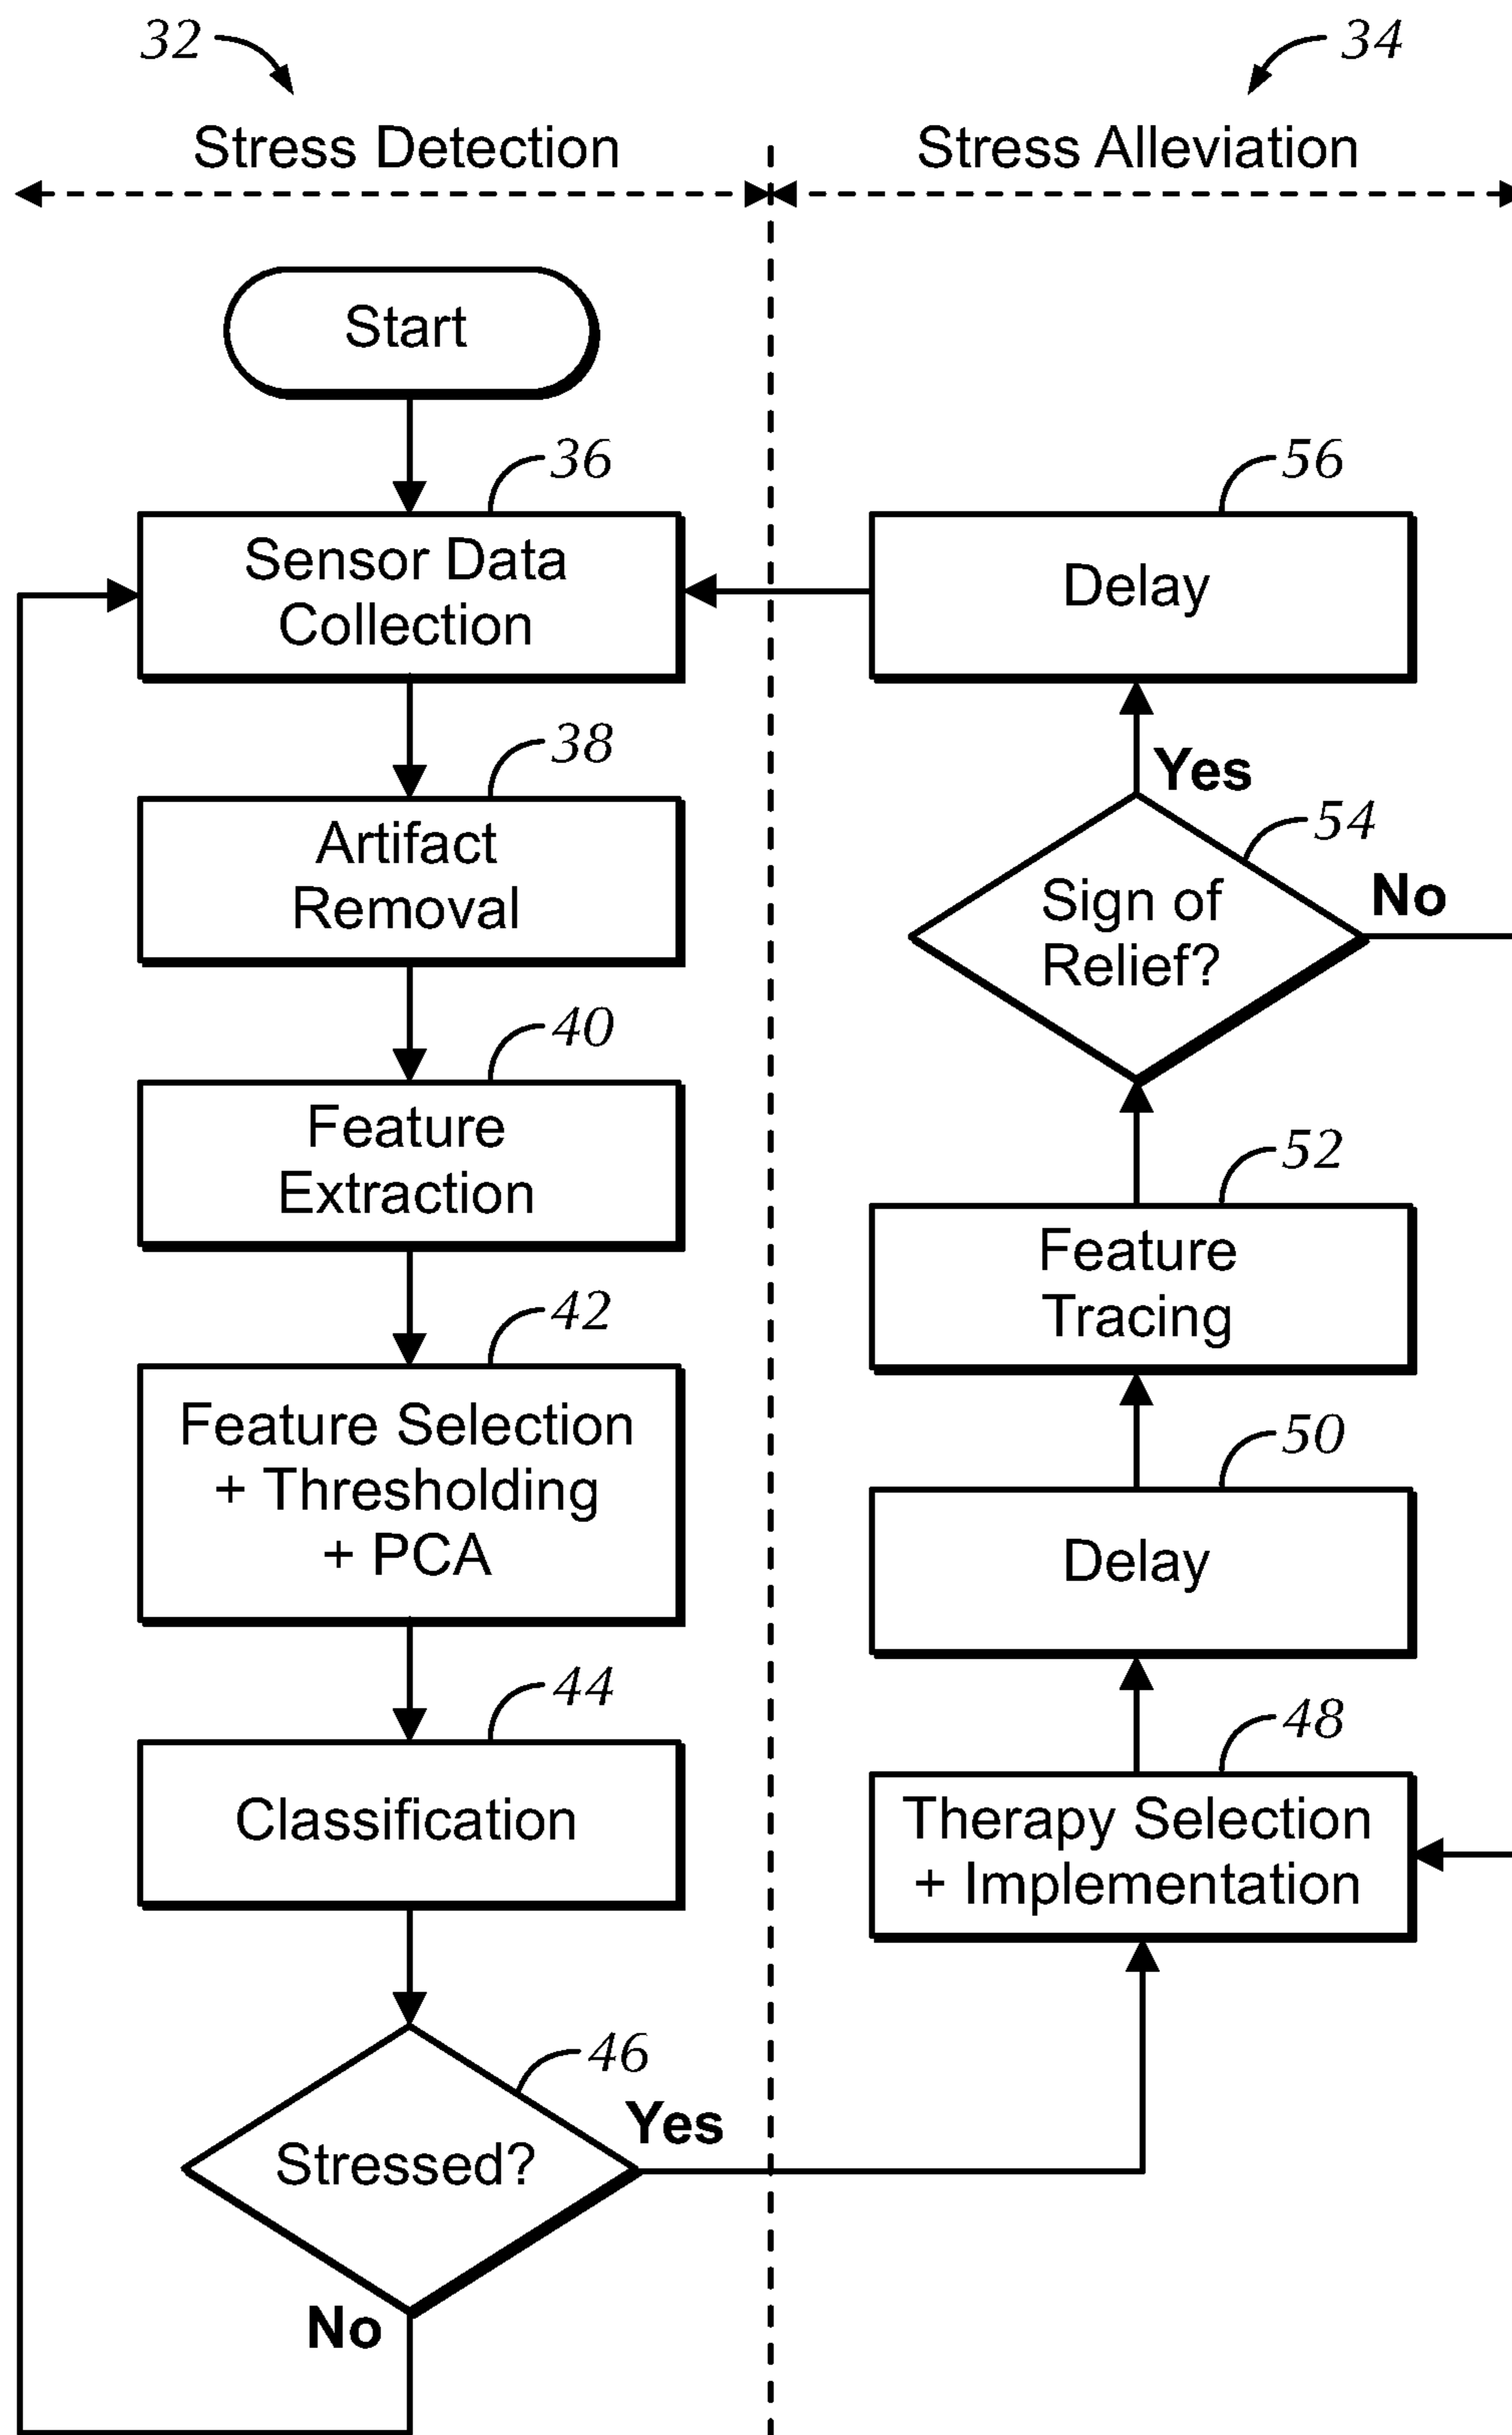 32
34
Stress Detection
Stress Alleviation
Start
36
Sensor Data
Collection
38
Artifact
Removal
40
Feature
Extraction
42
Feature Selection
+ Thresholding
+ PCA
44
Classification
46
Stressed?
Yes
No
56
Delay
Yes
54
Sign of
Relief?
No
52
Feature
Tracing
50
Delay
48
Therapy Selection
+ Implementation